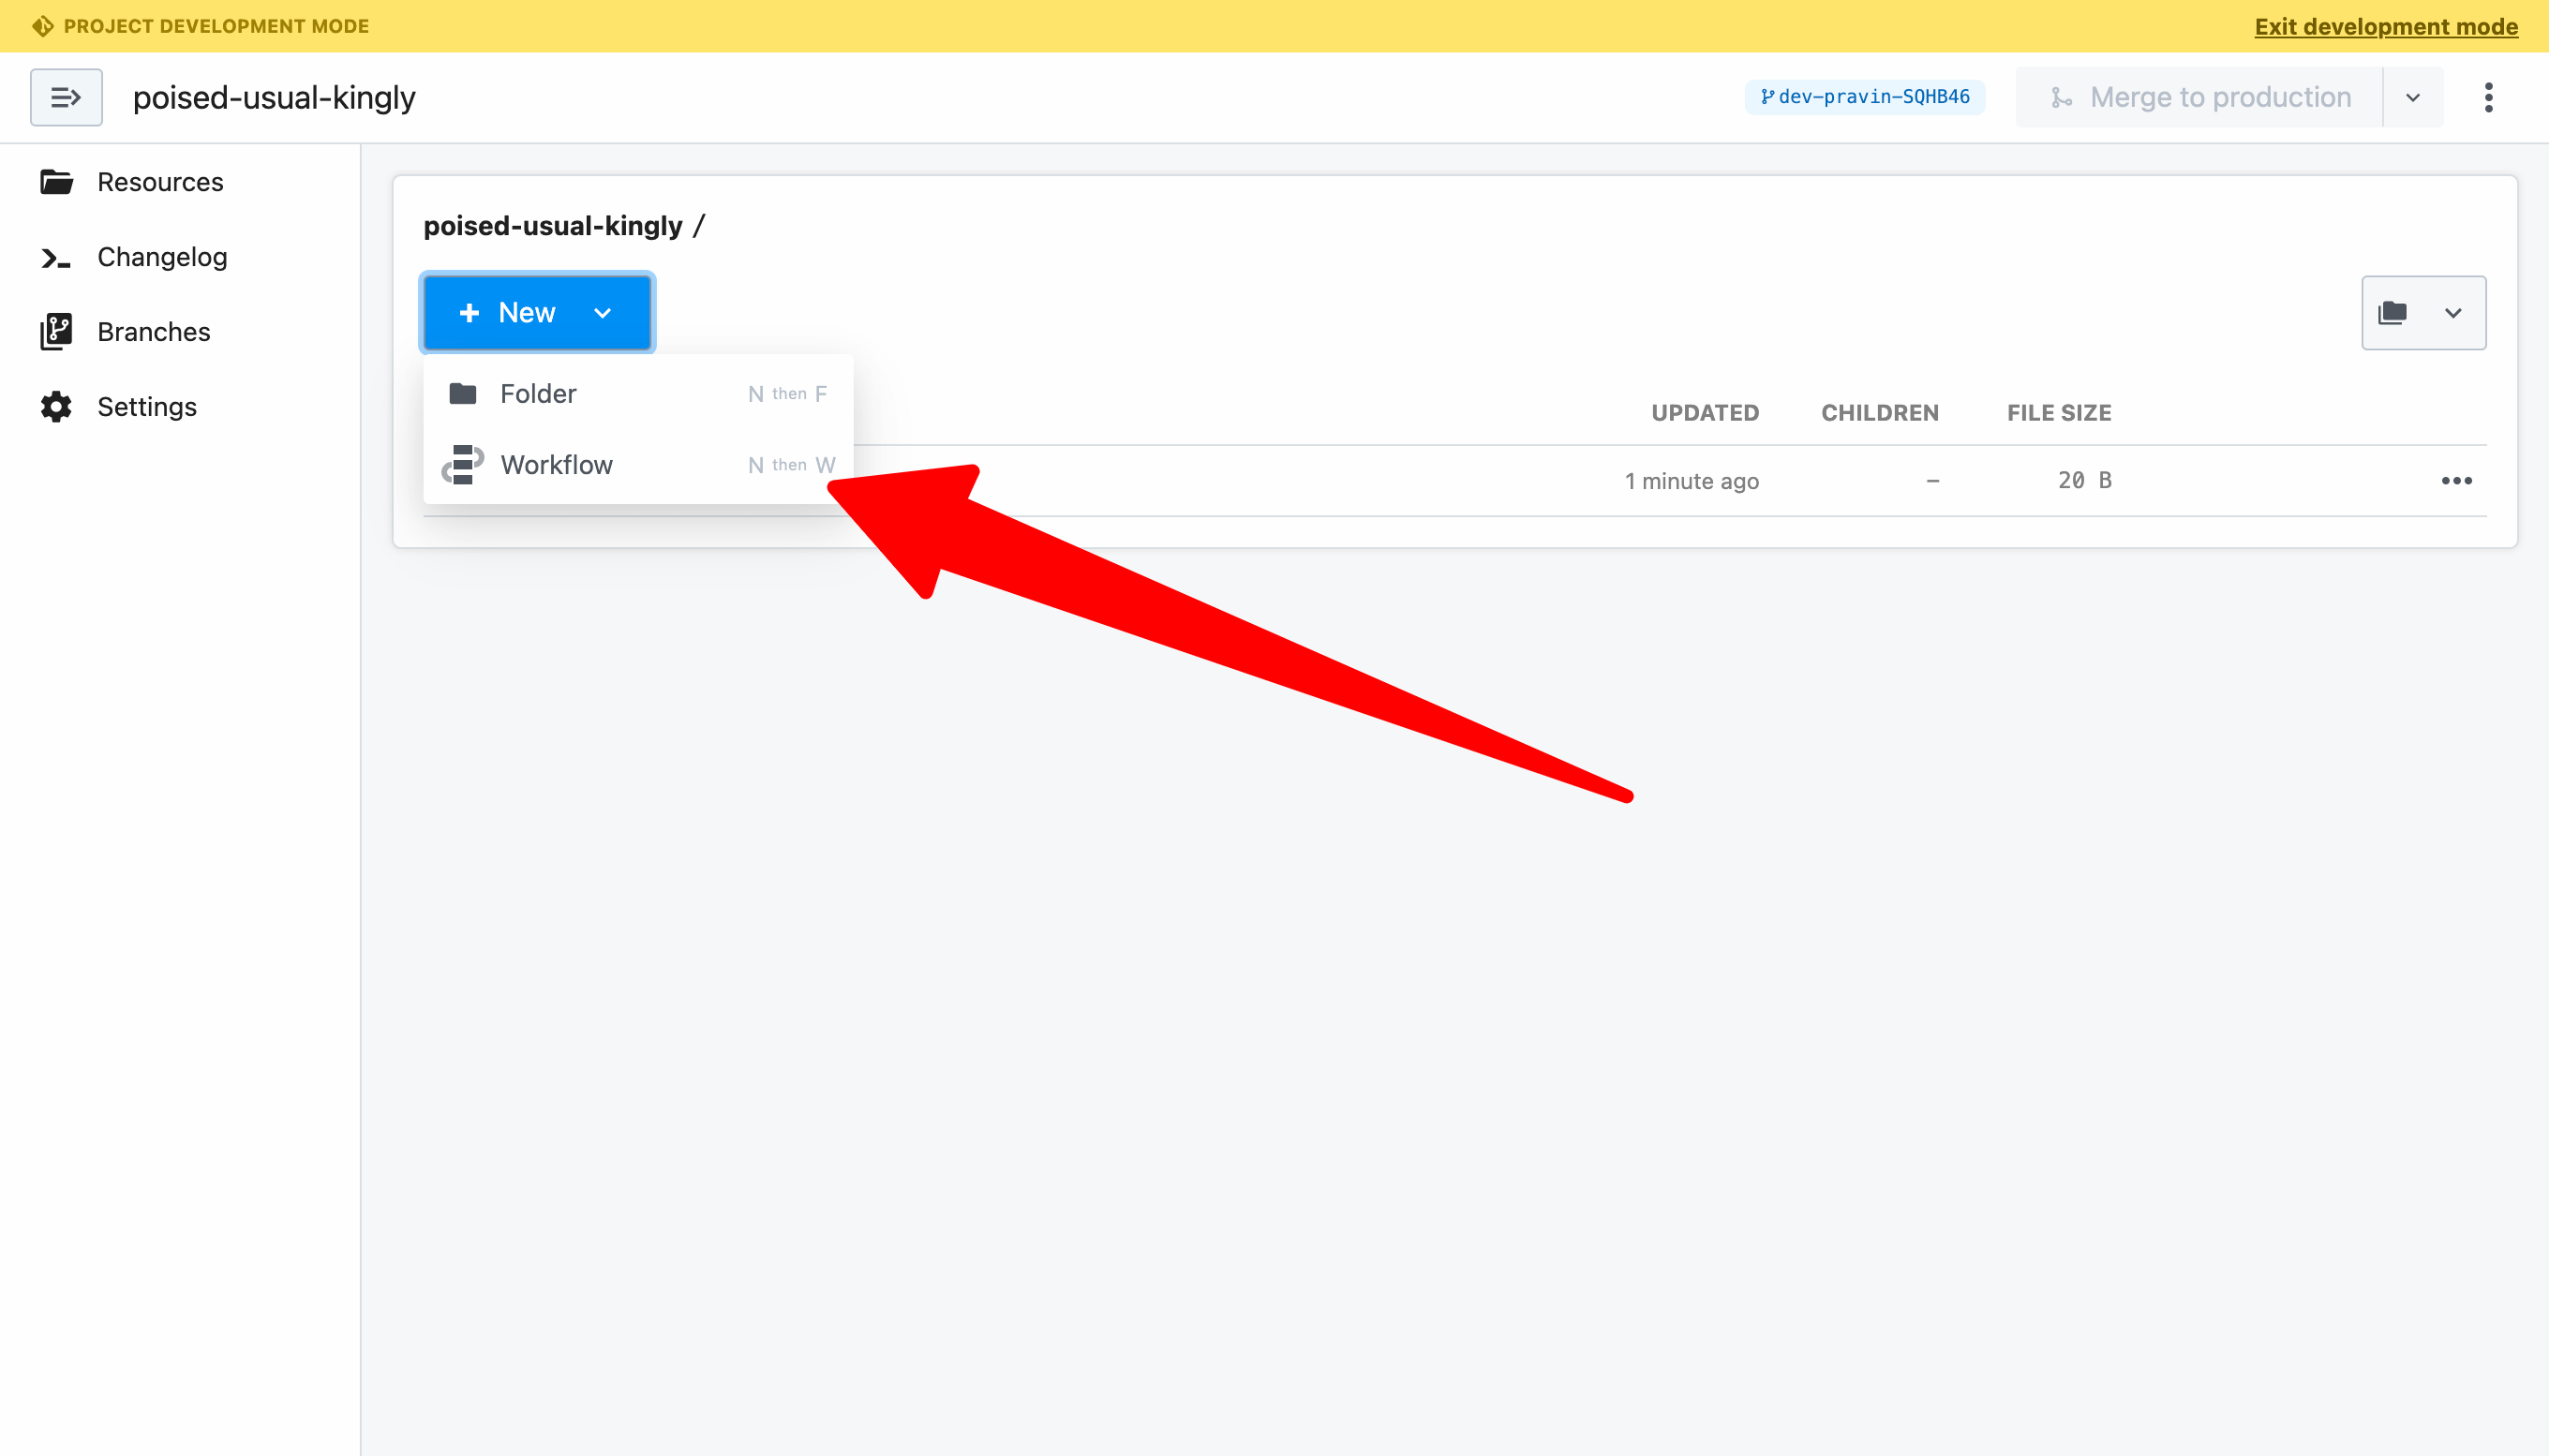 PROJECT DEVELOPMENT MODE
Exit development mode
poised-usual-kingly
dev-pravin-SQHB46
Merge to production
Resources
Changelog
Branches
Settings
poised-usual-kingly /
New
Folder N then F
Workflow N then W
UPDATED CHILDREN FILE SIZE
1 minute ago – 20 B